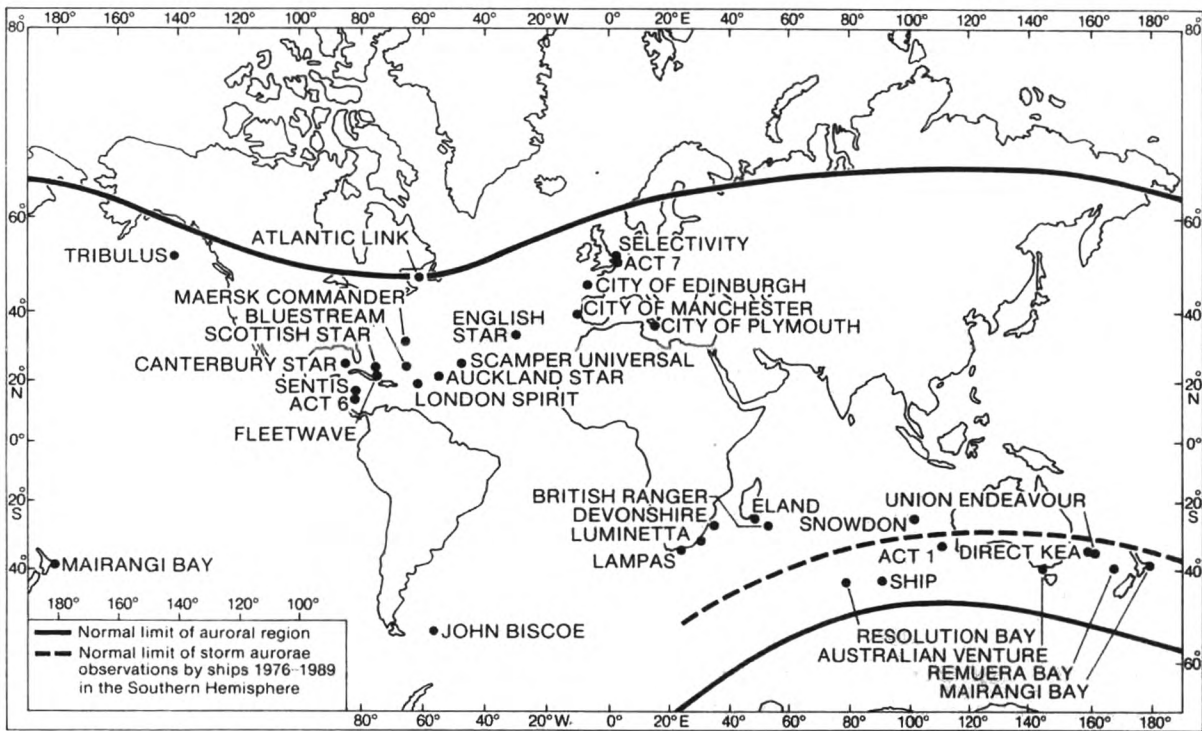 180° 160° 140° 120° 100° 80° 60° 40° 20° W 0° 20° E 40° 60° 80° 100° 120° 140° 160° 180°
80° 80°
60° 60°
ATLANTIC LINK
SELECTIVITY
TRIBULUS
ACT 7
CITY OF EDINBURGH
MAERSK COMMANDER
40° 40°
BLUESTREAM
ENGLISH
STAR
CITY OF MANCHESTER
SCOTTISH STAR
CITY OF PLYMOUTH
CANTERBURY STAR
SCAMPER UNIVERSAL
SENTIS
AUCKLAND STAR
20° 20°
N N
ACT 6
LONDON SPIRIT
FLEETWAVE
0° 0°
BRITISH RANGER
ELAND
UNION ENDEAVOUR
20° 20°
S S
DEVONSHIRE
SNOWDON
LUMINETTA
ACT 1
DIRECT KEA
LAMPAS
MAIRANGI BAY
40° 40°
SHIP
180° 160° 140° 120° 100°
JOHN BISCOE
RESOLUTION BAY
AUSTRALIAN VENTURE
REMUERA BAY
MAIRANGI BAY
60°
Normal limit of auroral region
Normal limit of storm aurorae
observations by ships 1976–1989
in the Southern Hemisphere
80° 60° 40° 20° W. 0° 20° E 40° 60° 80° 100° 120° 140° 160° 180°